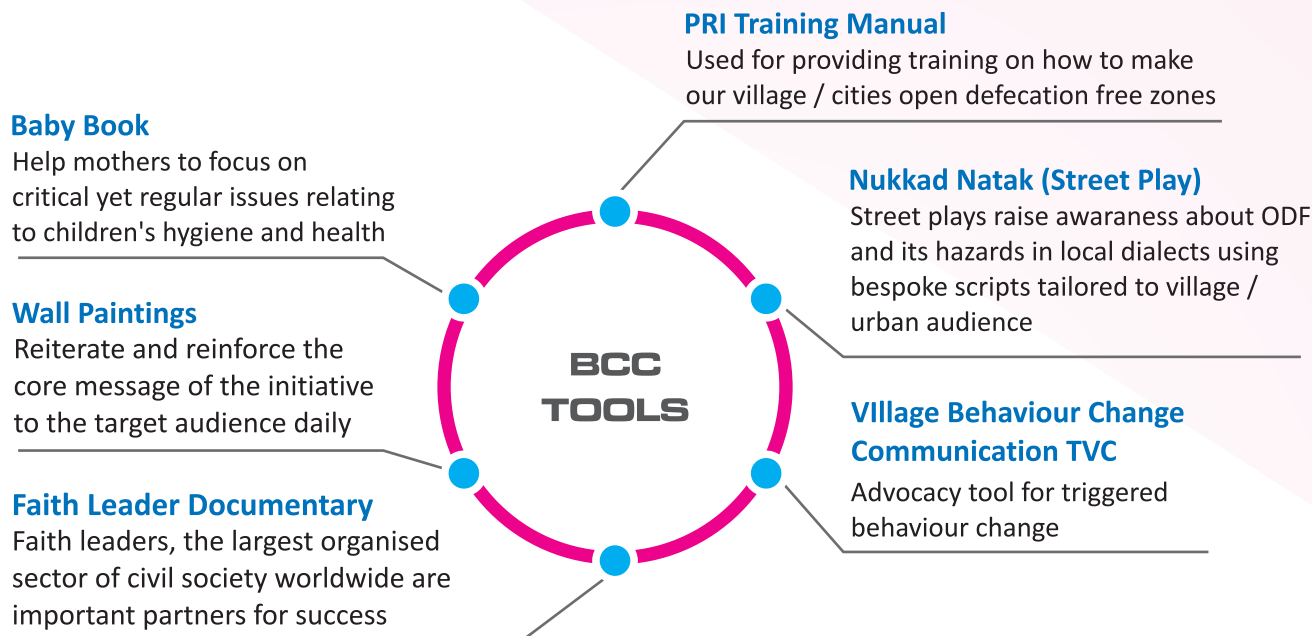 PRI Training Manual
Used for providing training on how to make
our village / cities open defecation free zones
Baby Book
Help mothers to focus on
critical yet regular issues relating
to children's hygiene and health
Nukkad Natak (Street Play)
Street plays raise awaraness about ODF
and its hazards in local dialects using
bespoke scripts tailored to village /
urban audience
Wall Paintings
Reiterate and reinforce the
core message of the initiative
to the target audience daily
BCC
TOOLS
VIllage Behaviour Change
Communication TVC
Advocacy tool for triggered
behaviour change
Faith Leader Documentary
Faith leaders, the largest organised
sector of civil society worldwide are
important partners for success